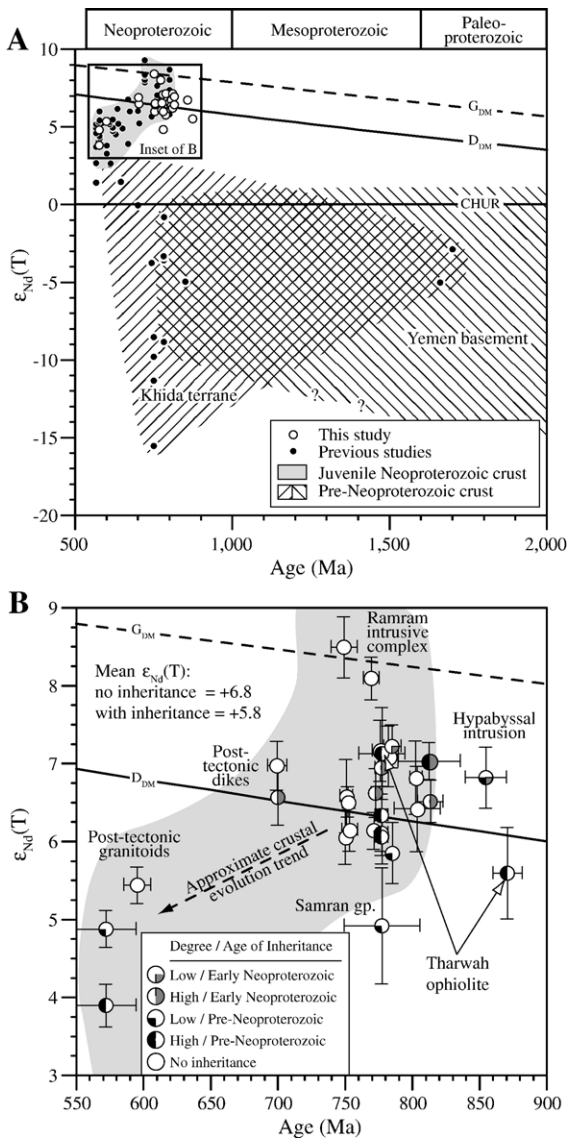 A
Neoproterozoic
Mesoproterozoic
Paleo-
proterozoic
10
5
0
-5
-10
-15
-20
εNd(T)
GDM
DDM
Inset of B
CHUR
Yemen basement
Khida terrane
?
?
This study
Previous studies
Juvenile Neoproterozoic crust
Pre-Neoproterozoic crust
500
1,000
1,500
2,000
Age (Ma)
B
9
8
7
6
5
4
3
εNd(T)
GDM
Ramram
intrusive
complex
Mean εNd(T):
no inheritance = +6.8
with inheritance = +5.8
Hypabyssal
intrusion
Post-
tectonic
dikes
DDM
Post-tectonic
granitoids
Approximate crustal
evolution trend
Samran gp.
Tharwah
ophiolite
Degree / Age of Inheritance
Low / Early Neoproterozoic
High / Early Neoproterozoic
Low / Pre-Neoproterozoic
High / Pre-Neoproterozoic
No inheritance
550
600
650
700
750
800
850
900
Age (Ma)